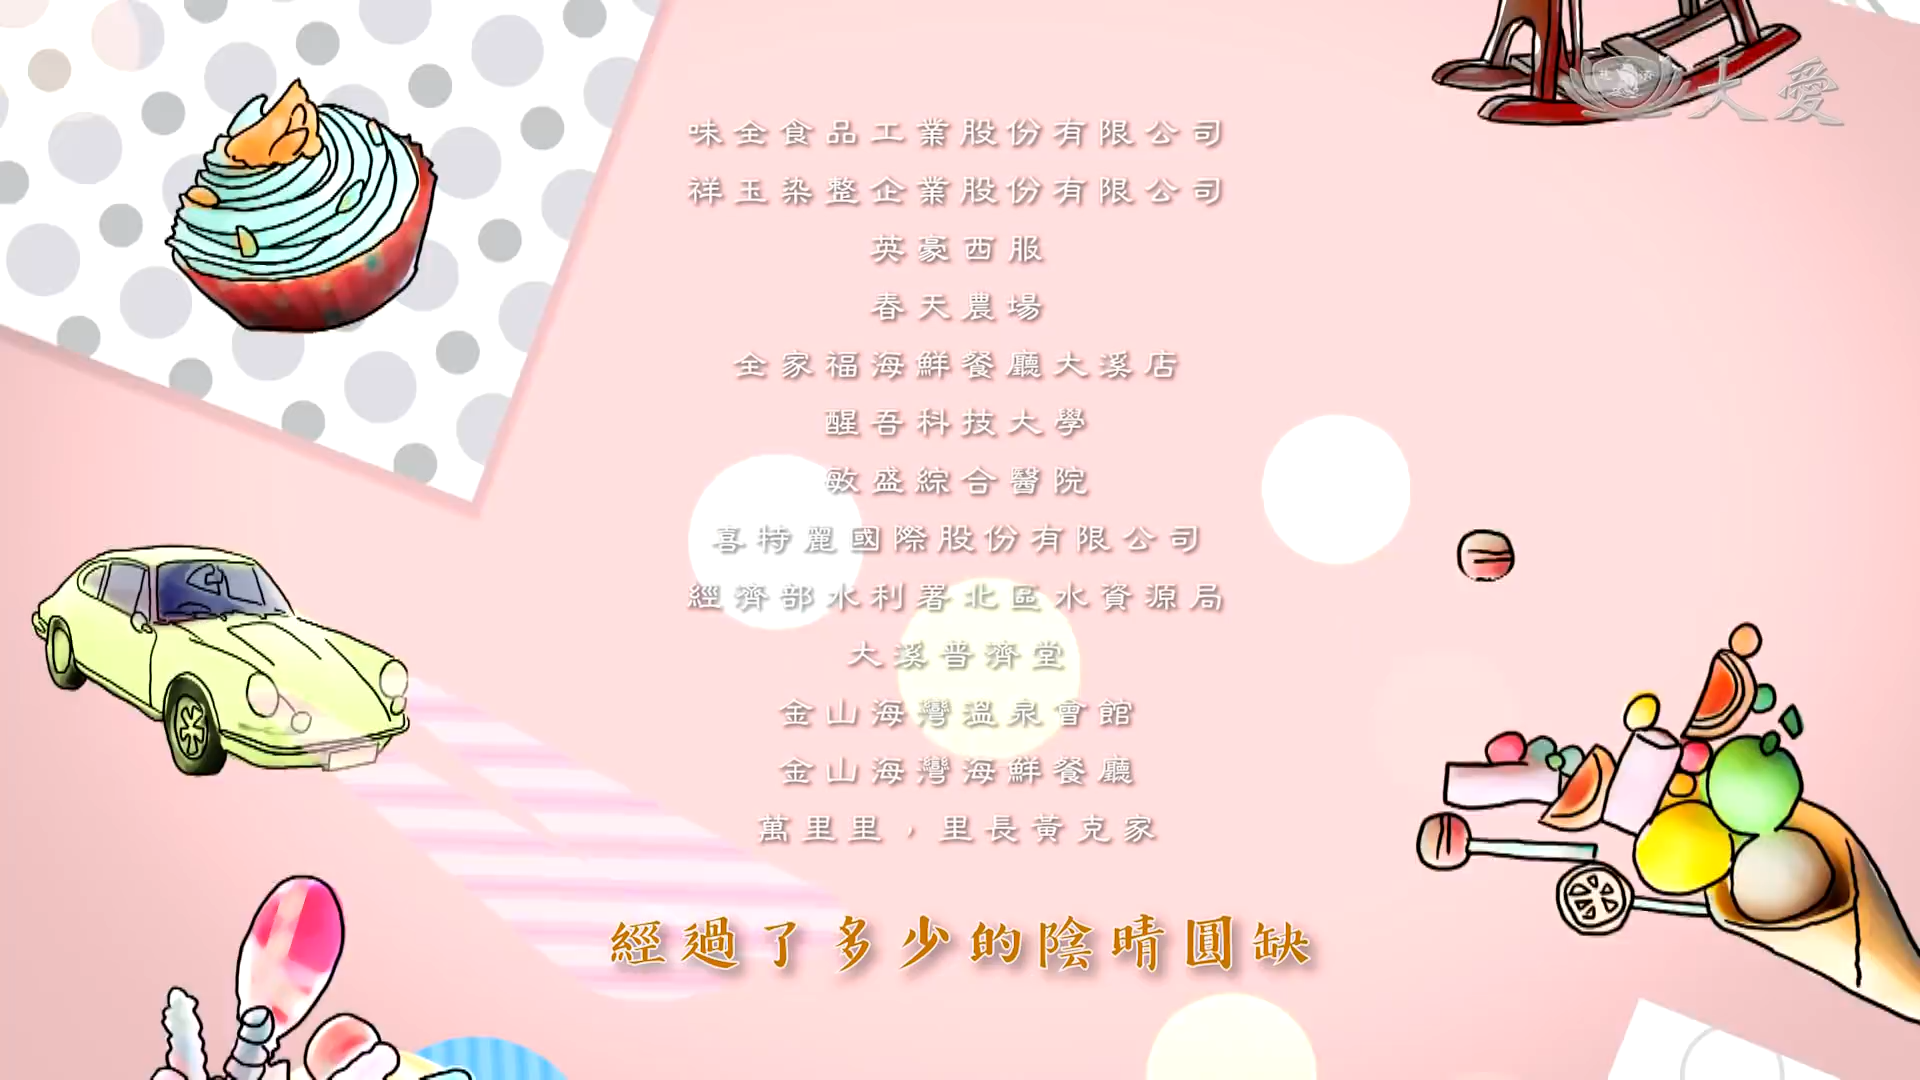 大愛
味全食品工業股份有限公司
祥玉染整企業股份有限公司
英豪西服
春天農場
全家福海鮮餐廳大溪店
醒吾科技大學
敏盛綜合醫院
喜特麗國際股份有限公司
經濟部水利署北區水資源局
大溪普濟堂
金山海灣溫泉會館
金山海灣海鮮餐廳
萬里里，里長黃克家
經過了多少的陰晴圓缺